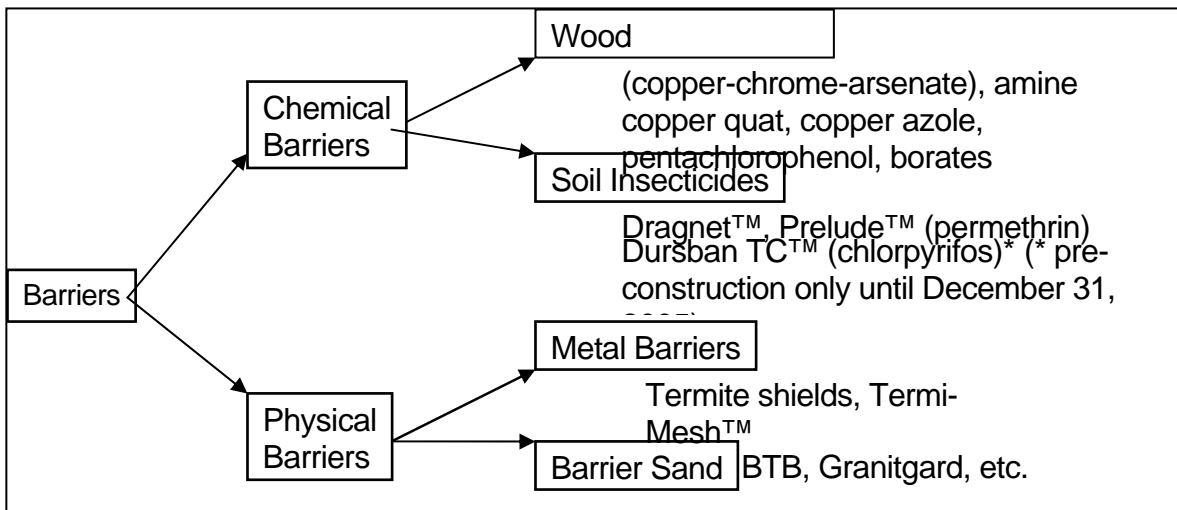 Wood
(copper-chrome-arsenate), amine
copper quat, copper azole,
pentachlorophenol, borates
Chemical
Barriers
Soil Insecticides
Dragnet™, Prelude™ (permethrin)
Dursban TC™ (chlorpyrifos)* (* pre-
construction only until December 31,
Barriers
Metal Barriers
Termite shields, Termi-
Mesh™
Physical
Barriers
Barrier Sand
BTB, Granitgard, etc.